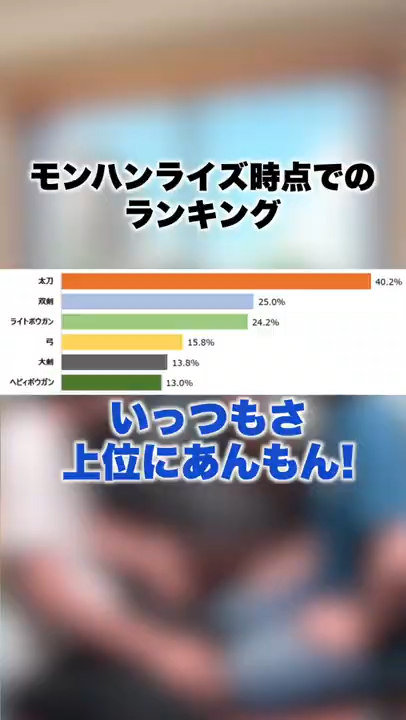 モンハンライズ時点での
ランキング
太刀 40.2%
双剣 25.0%
ライトボウガン 24.2%
弓 15.8%
大剣 13.8%
ヘビィボウガン 13.0%
いっつもさ
上位にあんもん!